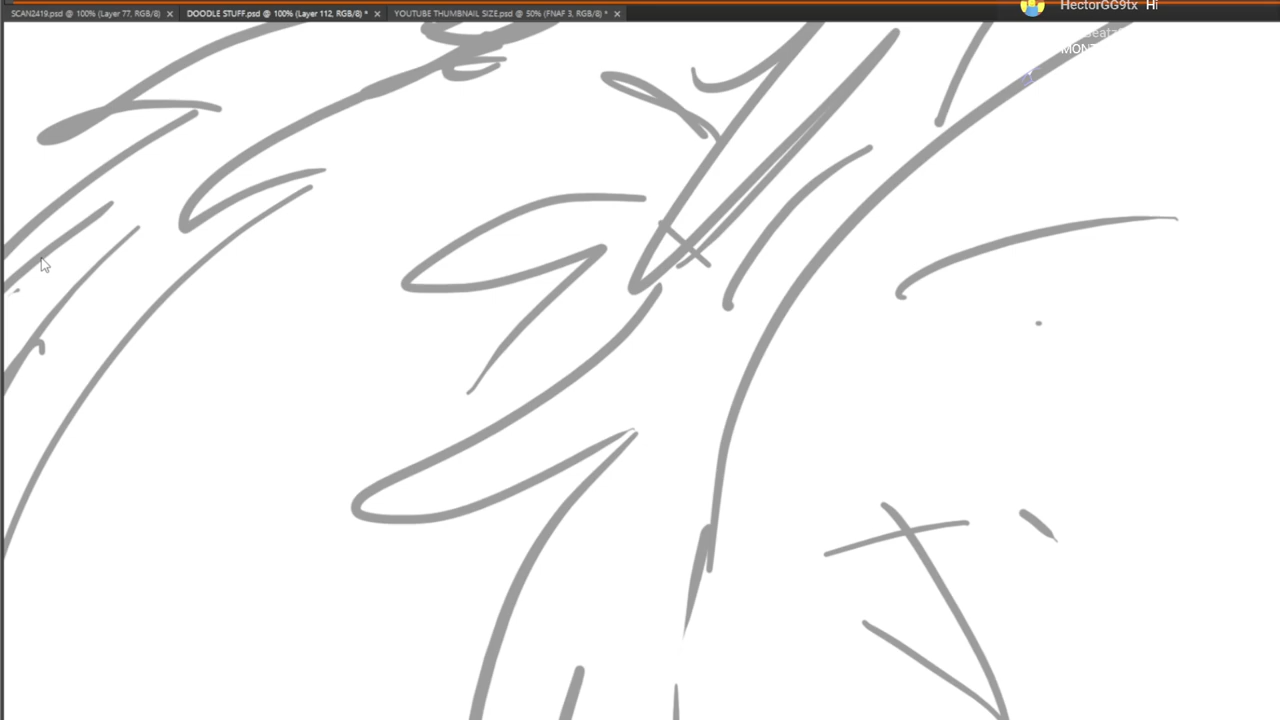 SCAN2419.psd @ 100% (Layer 77, RGB/8)
DOODLE STUFF.psd @ 100% (Layer 112, RGB/8) *
YOUTUBE THUMBNAIL SIZE.psd @ 50% (FNAF 3, RGB/8) *
HectorGG9tx Hi